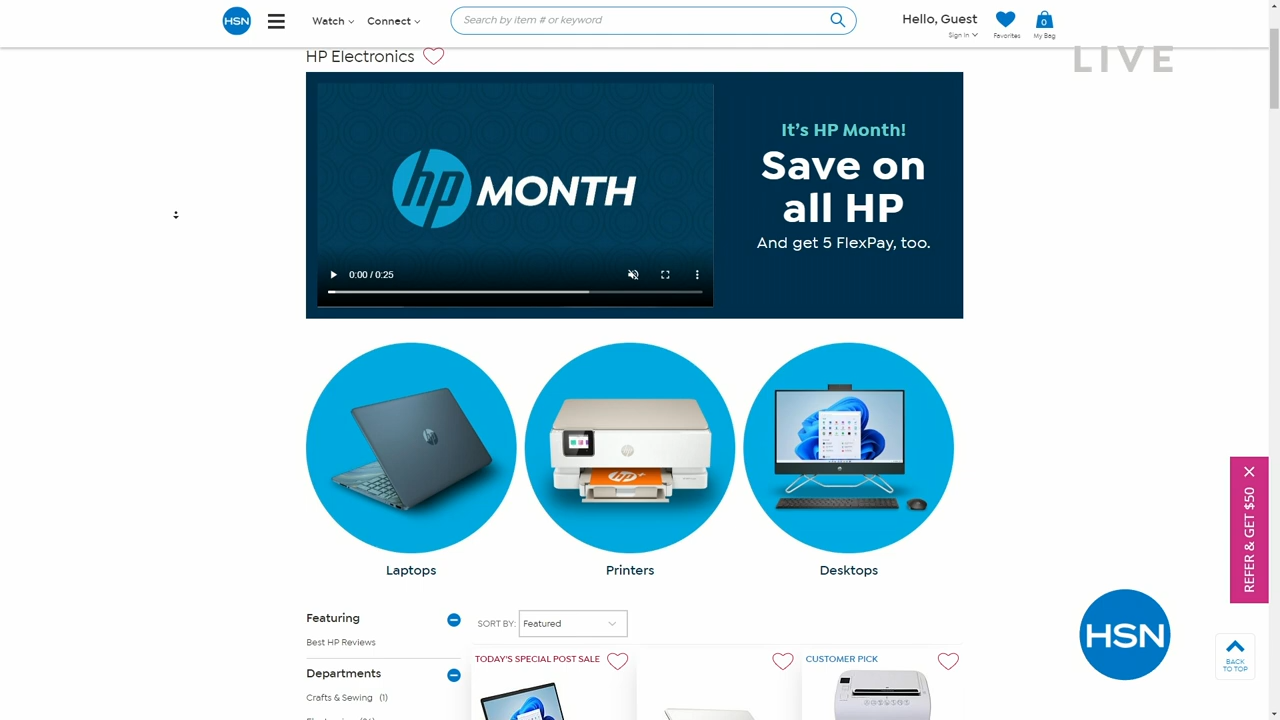 HSN
Watch
Connect
Search by item # or keyword
Hello, Guest
Sign In
Favorites
0
My Bag
LIVE
HP Electronics
hp MONTH
0:00 / 0:25
It's HP Month!
Save on
all HP
And get 5 FlexPay, too.
Laptops
Printers
Desktops
REFER & GET $50
Featuring
Best HP Reviews
SORT BY:
Featured
Departments
Crafts & Sewing (1)
TODAY'S SPECIAL POST SALE
CUSTOMER PICK
HSN
BACK
TO TOP